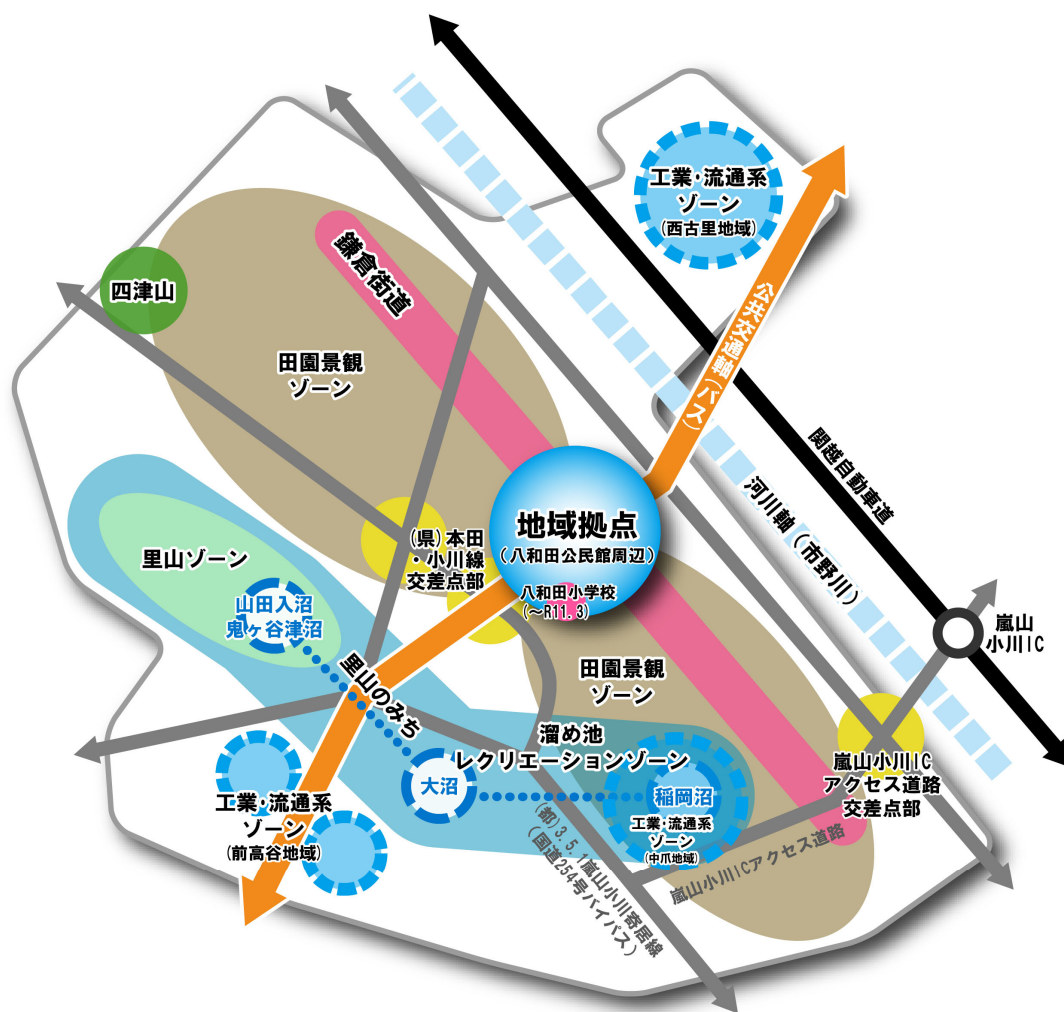 工業・流通系
ゾーン
(西古里地域)
鎌倉街道
四津山
公共交通軸(バス)
田園景観
ゾーン
関越自動車道
河川軸(市野川)
地域拠点
(八和田公民館周辺)
(県)本田
・小川線
交差点部
八和田小学校
(~R11.3)
里山ゾーン
山田入沼
鬼ヶ谷津沼
嵐山
小川IC
里山のみち
田園景観
ゾーン
溜め池
レクリエーションゾーン
嵐山小川IC
アクセス道路
交差点部
大沼
稲岡沼
工業・流通系
ゾーン
(中爪地域)
工業・流通系
ゾーン
(前高谷地域)
嵐山小川ICアクセス道路
(都)3.5.1嵐山小川寄居線
(国道254号バイパス)